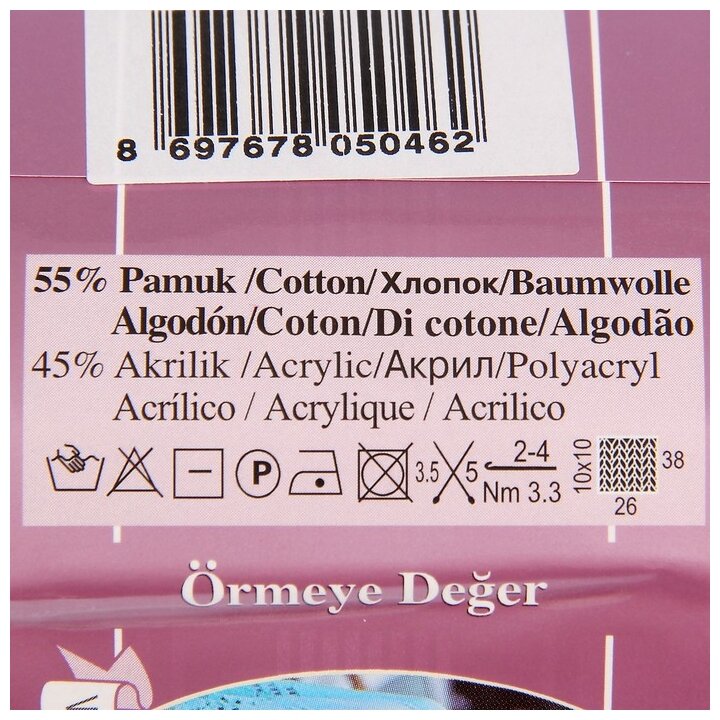 8 697678 050462
55% Pamuk /Cotton/Хлопок/Baumwolle
Algodón/Coton/Di cotone/Algodão
45% Akrilik /Acrylic/Акрил/Polyacryl
Acrílico / Acrylique / Acrilico
P 3.5 5 2-4 Nm 3.3 10x10 38 26
Örmeye Değer